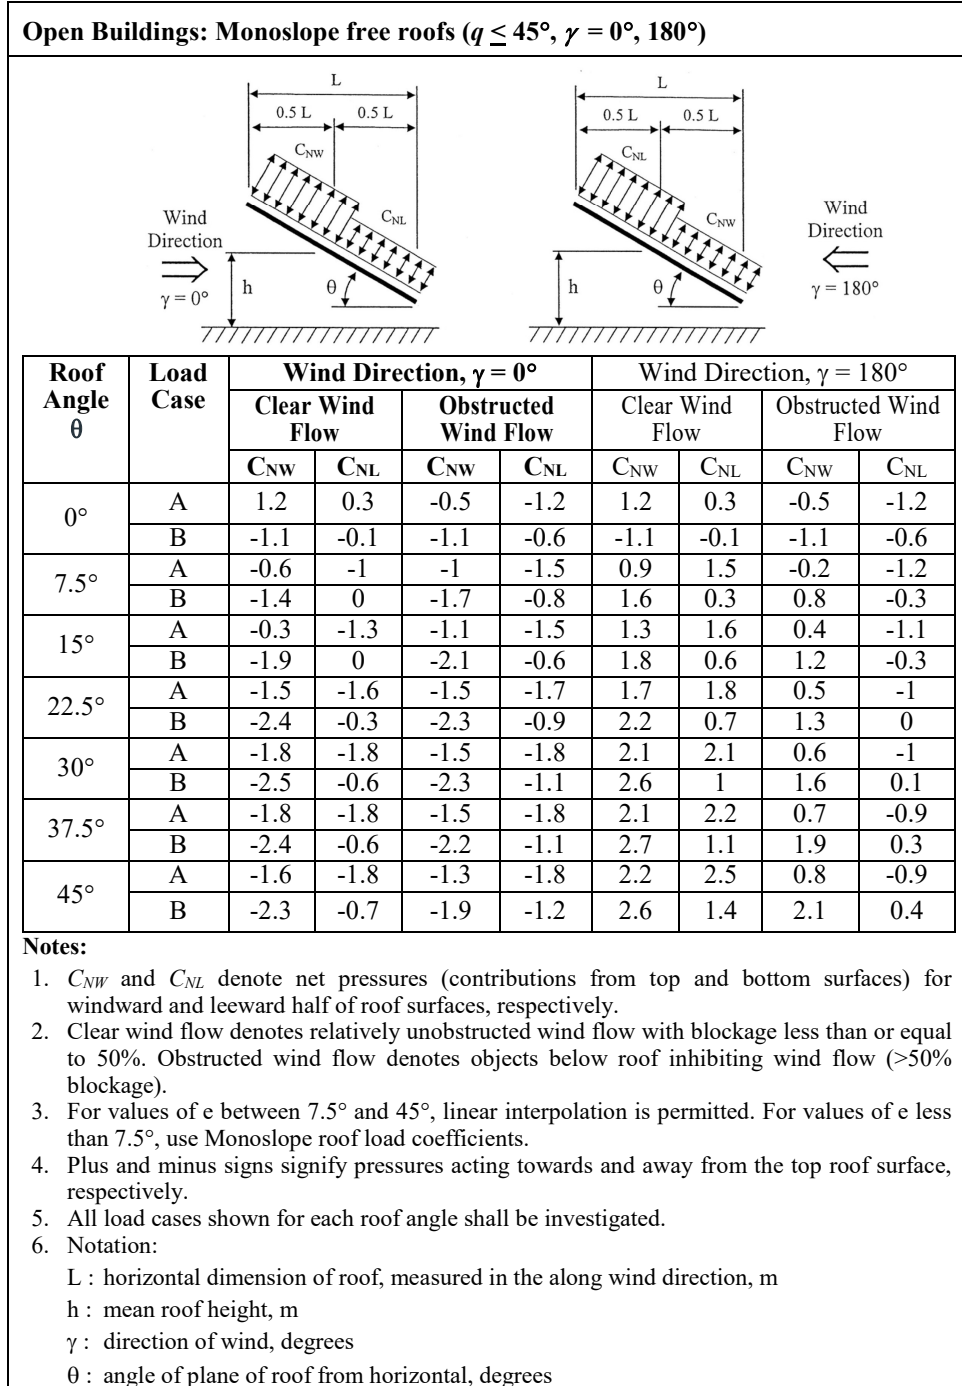 Open Buildings: Monoslope free roofs (q ≤ 45°, γ = 0°, 180°)
L
0.5 L 0.5 L
C_NW
C_NL
Wind
Direction
γ = 0°
h
θ
L
0.5 L 0.5 L
C_NL
C_NW
Wind
Direction
γ = 180°
h
θ
Roof Angle θ | Load Case | Wind Direction, γ = 0° | Wind Direction, γ = 180°
Clear Wind Flow | Obstructed Wind Flow | Clear Wind Flow | Obstructed Wind Flow
C_NW | C_NL | C_NW | C_NL | C_NW | C_NL | C_NW | C_NL
0° | A | 1.2 | 0.3 | -0.5 | -1.2 | 1.2 | 0.3 | -0.5 | -1.2
B | -1.1 | -0.1 | -1.1 | -0.6 | -1.1 | -0.1 | -1.1 | -0.6
7.5° | A | -0.6 | -1 | -1 | -1.5 | 0.9 | 1.5 | -0.2 | -1.2
B | -1.4 | 0 | -1.7 | -0.8 | 1.6 | 0.3 | 0.8 | -0.3
15° | A | -0.3 | -1.3 | -1.1 | -1.5 | 1.3 | 1.6 | 0.4 | -1.1
B | -1.9 | 0 | -2.1 | -0.6 | 1.8 | 0.6 | 1.2 | -0.3
22.5° | A | -1.5 | -1.6 | -1.5 | -1.7 | 1.7 | 1.8 | 0.5 | -1
B | -2.4 | -0.3 | -2.3 | -0.9 | 2.2 | 0.7 | 1.3 | 0
30° | A | -1.8 | -1.8 | -1.5 | -1.8 | 2.1 | 2.1 | 0.6 | -1
B | -2.5 | -0.6 | -2.3 | -1.1 | 2.6 | 1 | 1.6 | 0.1
37.5° | A | -1.8 | -1.8 | -1.5 | -1.8 | 2.1 | 2.2 | 0.7 | -0.9
B | -2.4 | -0.6 | -2.2 | -1.1 | 2.7 | 1.1 | 1.9 | 0.3
45° | A | -1.6 | -1.8 | -1.3 | -1.8 | 2.2 | 2.5 | 0.8 | -0.9
B | -2.3 | -0.7 | -1.9 | -1.2 | 2.6 | 1.4 | 2.1 | 0.4
Notes:
1. C_NW and C_NL denote net pressures (contributions from top and bottom surfaces) for
windward and leeward half of roof surfaces, respectively.
2. Clear wind flow denotes relatively unobstructed wind flow with blockage less than or equal
to 50%. Obstructed wind flow denotes objects below roof inhibiting wind flow (>50%
blockage).
3. For values of e between 7.5° and 45°, linear interpolation is permitted. For values of e less
than 7.5°, use Monoslope roof load coefficients.
4. Plus and minus signs signify pressures acting towards and away from the top roof surface,
respectively.
5. All load cases shown for each roof angle shall be investigated.
6. Notation:
L : horizontal dimension of roof, measured in the along wind direction, m
h : mean roof height, m
γ : direction of wind, degrees
θ : angle of plane of roof from horizontal, degrees